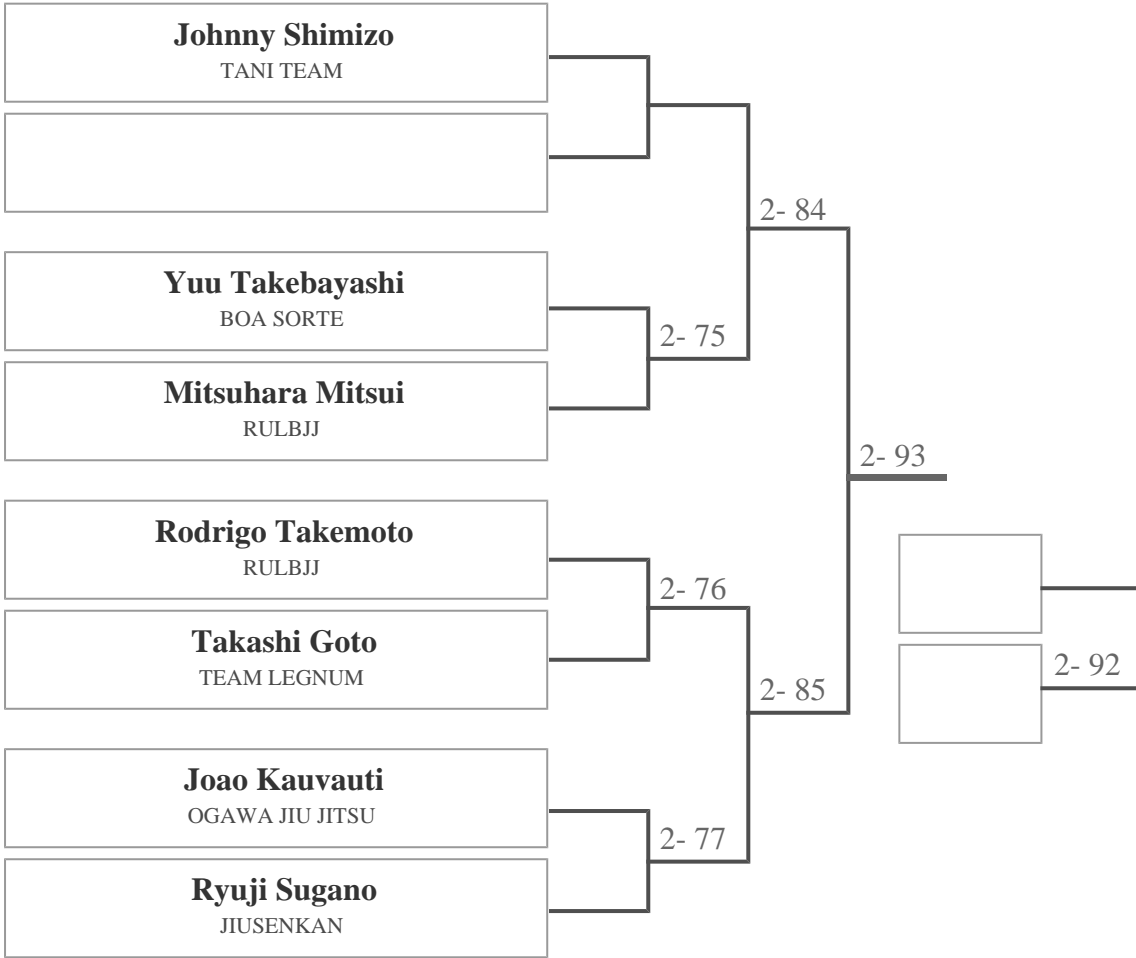 Johnny Shimizo
TANI TEAM
2- 84
Yuu Takebayashi
BOA SORTE
2- 75
Mitsuhara Mitsui
RULBJJ
2- 93
Rodrigo Takemoto
RULBJJ
2- 76
Takashi Goto
TEAM LEGNUM
2- 85
2- 92
Joao Kauvauti
OGAWA JIU JITSU
2- 77
Ryuji Sugano
JIUSENKAN